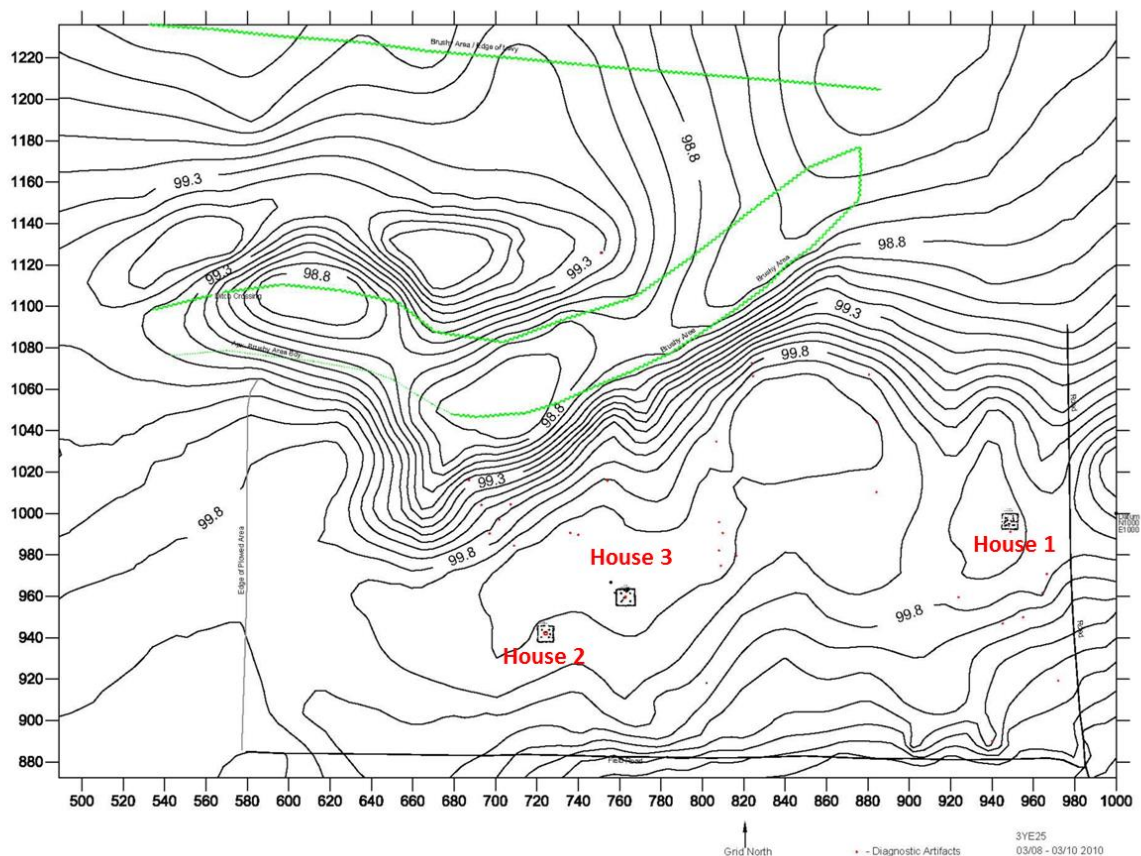 1220
1200
1180
1160
1140
1120
1100
1080
1060
1040
1020
1000
980
960
940
920
900
880
Brushy Area / Edge of Levy
98.8
99.3
98.8
99.3
99.3
98.8
Ditch Crossing
Brushy Area
99.3
Brushy Area
99.8
98.8
Road
99.3
99.8
99.8
Datum
N1000
E1000
House 1
House 3
Edge of Plowed Area
99.8
House 2
Road
Field Road
500 520 540 560 580 600 620 640 660 680 700 720 740 760 780 800 820 840 860 880 900 920 940 960 980 1000
Grid North
- Diagnostic Artifacts
3YE25
03/08 - 03/10 2010